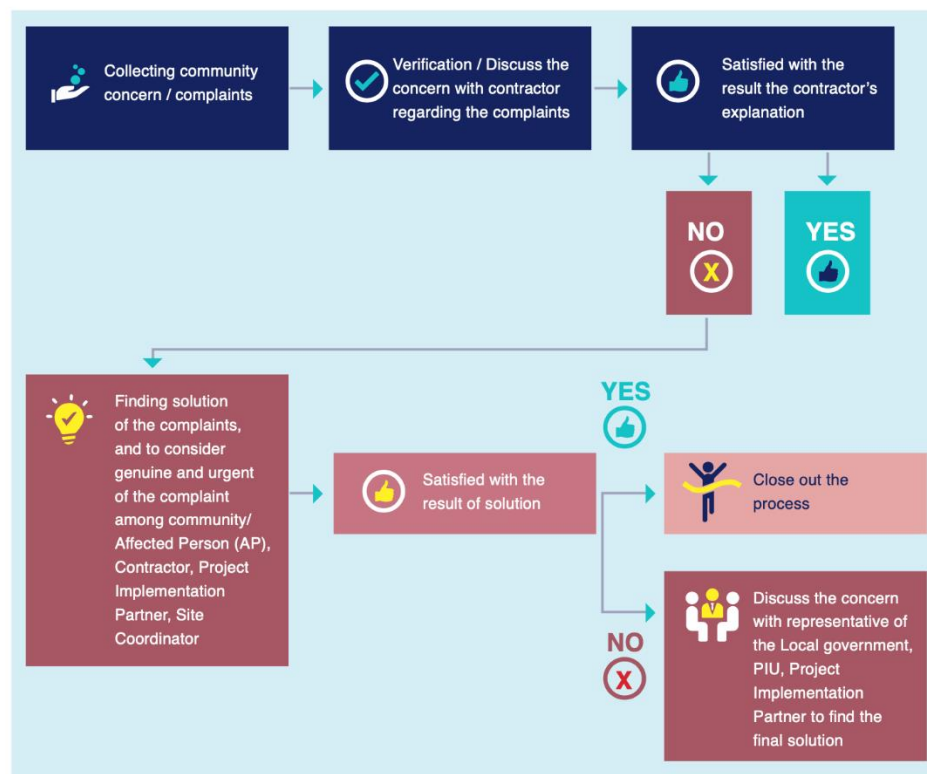 Collecting community
concern / complaints
Verification / Discuss the
concern with contractor
regarding the complaints
Satisfied with the
result the contractor's
explanation
NO
X
YES
Finding solution
of the complaints,
and to consider
genuine and urgent
of the complaint
among community/
Affected Person (AP),
Contractor, Project
Implementation
Partner, Site
Coordinator
Satisfied with the
result of solution
YES
Close out the
process
NO
X
Discuss the concern
with representative of
the Local government,
PIU, Project
Implementation
Partner to find the
final solution